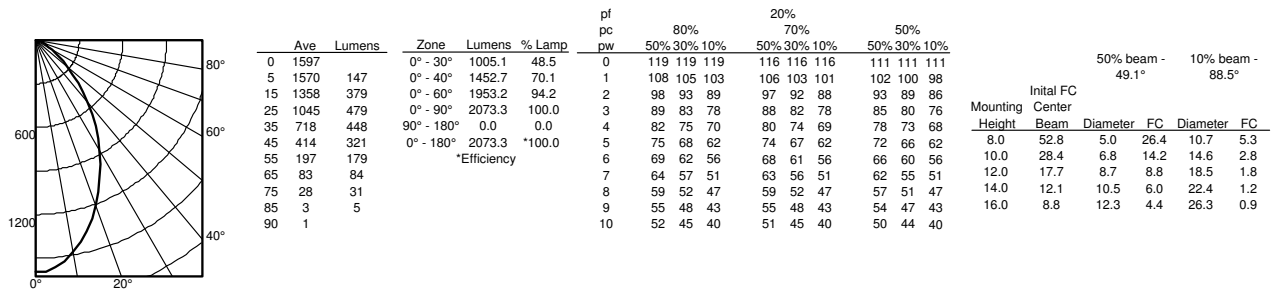 80°
60°
40°
20°
0°
600
1200
Ave Lumens
0 1597
5 1570 147
15 1358 379
25 1045 479
35 718 448
45 414 321
55 197 179
65 83 84
75 28 31
85 3 5
90 1
Zone Lumens % Lamp
0° - 30° 1005.1 48.5
0° - 40° 1452.7 70.1
0° - 60° 1953.2 94.2
0° - 90° 2073.3 100.0
90° - 180° 0.0 0.0
0° - 180° 2073.3 *100.0
*Efficiency
pf 20%
pc 80% 70% 50%
pw 50% 30% 10% 50% 30% 10% 50% 30% 10%
0 119 119 119 116 116 116 111 111 111
1 108 105 103 106 103 101 102 100 98
2 98 93 89 97 92 88 93 89 86
3 89 83 78 88 82 78 85 80 76
4 82 75 70 80 74 69 78 73 68
5 75 68 62 74 67 62 72 66 62
6 69 62 56 68 61 56 66 60 56
7 64 57 51 63 56 51 62 55 51
8 59 52 47 59 52 47 57 51 47
9 55 48 43 55 48 43 54 47 43
10 52 45 40 51 45 40 50 44 40
50% beam - 10% beam -
49.1° 88.5°
Inital FC
Mounting Center
Height Beam Diameter FC Diameter FC
8.0 52.8 5.0 26.4 10.7 5.3
10.0 28.4 6.8 14.2 14.6 2.8
12.0 17.7 8.7 8.8 18.5 1.8
14.0 12.1 10.5 6.0 22.4 1.2
16.0 8.8 12.3 4.4 26.3 0.9